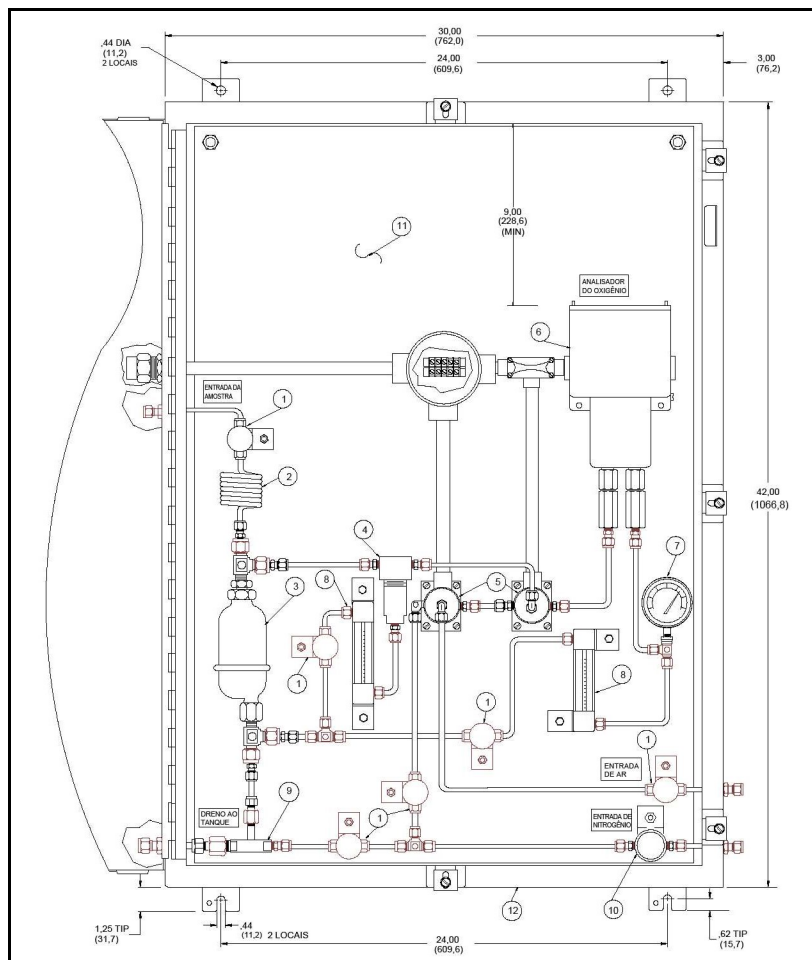 ,44 DIA
(11,2)
2 LOCAIS
30,00
(762,0)
24,00
(609,6)
3,00
(76,2)
9,00
(228,6)
(MIN)
11
ANALISADOR
DO OXIGÊNIO
6
ENTRADA DA
AMOSTRA
1
2
42,00
(1066,8)
4
7
8
5
3
1
8
1
ENTRADA
DE AR
1
ENTRADA DE
NITROGÊNIO
DRENO AO
TANQUE
9
1
10
12
1,25 TIP
(31,7)
,44
(11,2) 2 LOCAIS
24,00
(609,6)
,62 TIP
(15,7)